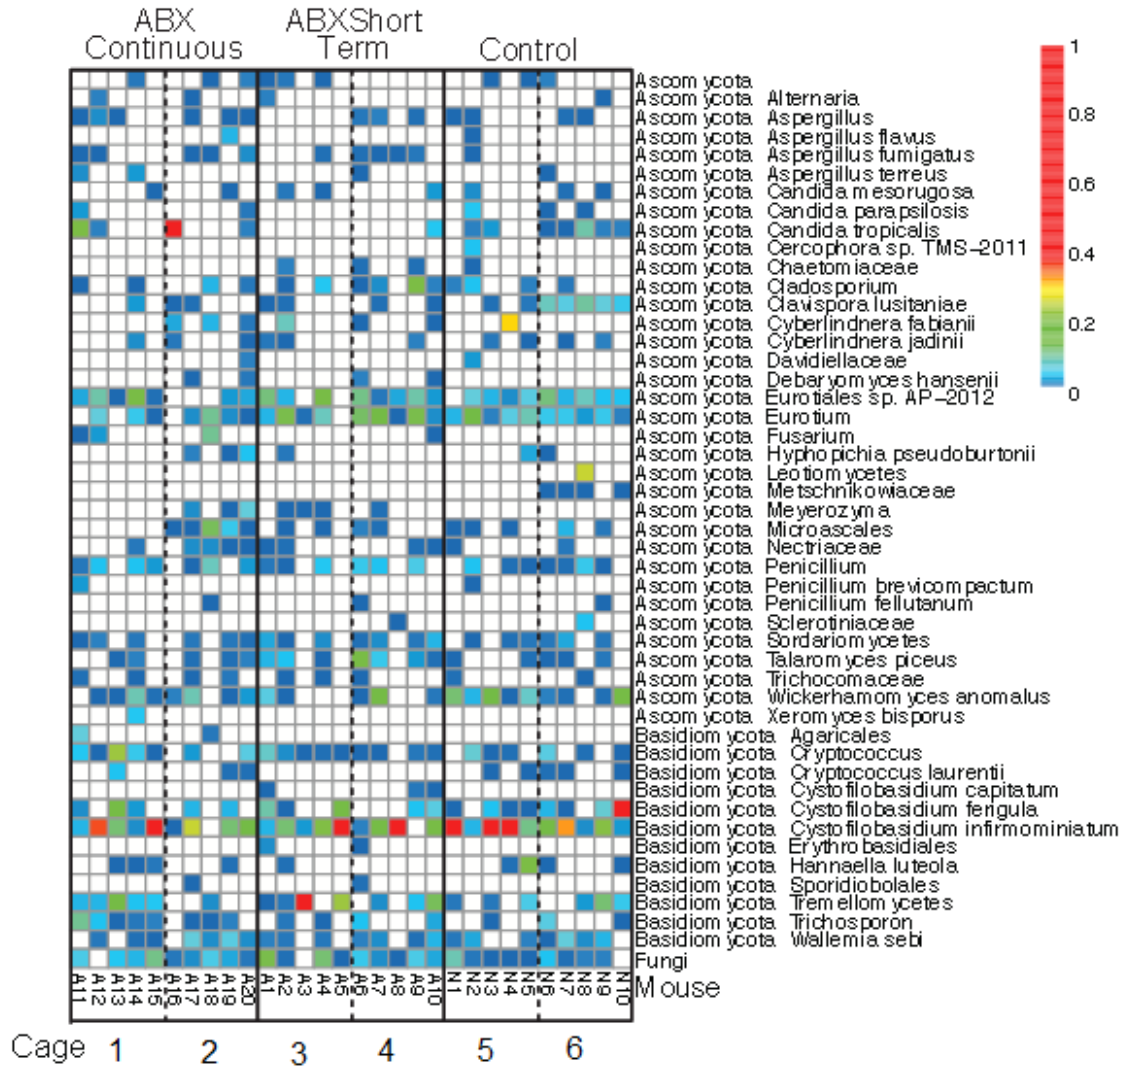 ABX
Continuous
ABXShort
Term
Control
1
0.8
0.6
0.4
0.2
0
Ascomycota
Ascomycota Alternaria
Ascomycota Aspergillus
Ascomycota Aspergillus flavus
Ascomycota Aspergillus fumigatus
Ascomycota Aspergillus terreus
Ascomycota Candida mesorugosa
Ascomycota Candida parapsilosis
Ascomycota Candida tropicalis
Ascomycota Cercophora sp. TMS-2011
Ascomycota Chaetomiaceae
Ascomycota Cladosporium
Ascomycota Clavispora lusitaniae
Ascomycota Cyberlindnera fabianii
Ascomycota Cyberlindnera jadinii
Ascomycota Davidiellaceae
Ascomycota Debaryomyces hansenii
Ascomycota Eurotiales sp. AP-2012
Ascomycota Eurotium
Ascomycota Fusarium
Ascomycota Hyphopichia pseudoburtonii
Ascomycota Leotiomycetes
Ascomycota Metschnikowiaceae
Ascomycota Meyerozyma
Ascomycota Microascales
Ascomycota Nectriaceae
Ascomycota Penicillium
Ascomycota Penicillium brevicompactum
Ascomycota Penicillium fellutanum
Ascomycota Sclerotiniaceae
Ascomycota Sordariomycetes
Ascomycota Talaromyces piceus
Ascomycota Trichocomaceae
Ascomycota Wickerhamomyces anomalus
Ascomycota Xeromyces bisporus
Basidiomycota Agaricales
Basidiomycota Cryptococcus
Basidiomycota Cryptococcus laurentii
Basidiomycota Cystofilobasidium capitatum
Basidiomycota Cystofilobasidium ferigula
Basidiomycota Cystofilobasidium infirmominiatum
Basidiomycota Erythrobasidiales
Basidiomycota Hannaella luteola
Basidiomycota Sporidiobolales
Basidiomycota Tremellomycetes
Basidiomycota Trichosporon
Basidiomycota Wallemia sebi
Fungi
A11 A12 A13 A14 A15 A16 A17 A18 A19 A20 A1 A2 A3 A4 A5 A6 A7 A8 A9 A10 N1 N2 N3 N4 N5 N6 N7 N8 N9 N10 Mouse
Cage 1 2 3 4 5 6